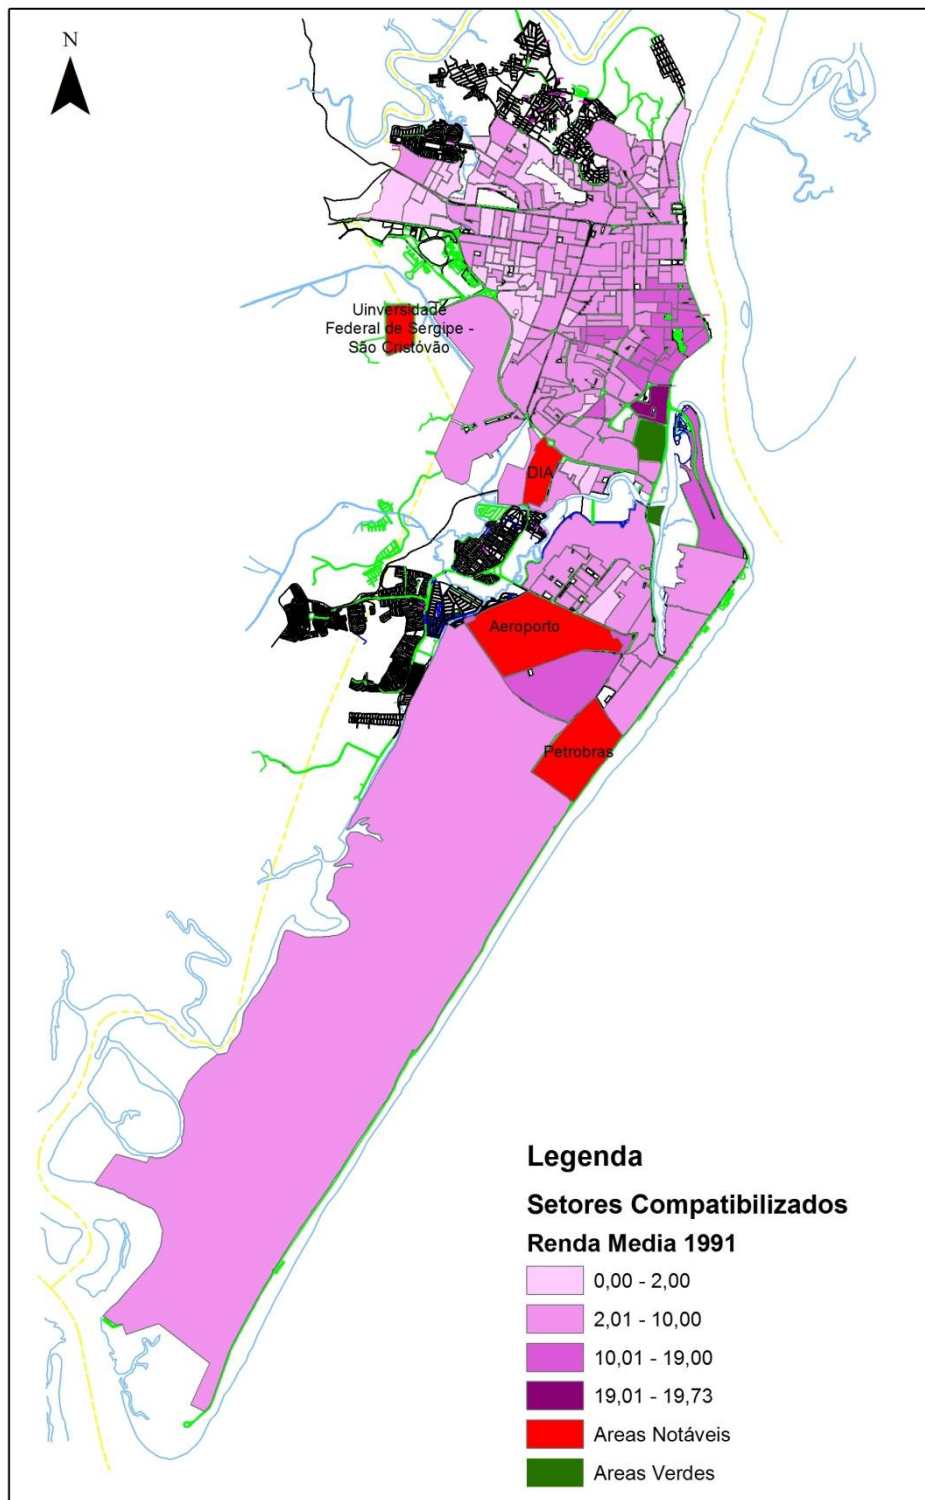 N
Uinversidade
Federal de Sergipe -
São Cristóvão
DIA
Aeroporto
Petrobras
Legenda
Setores Compatibilizados
Renda Media 1991
0,00 - 2,00
2,01 - 10,00
10,01 - 19,00
19,01 - 19,73
Areas Notáveis
Areas Verdes